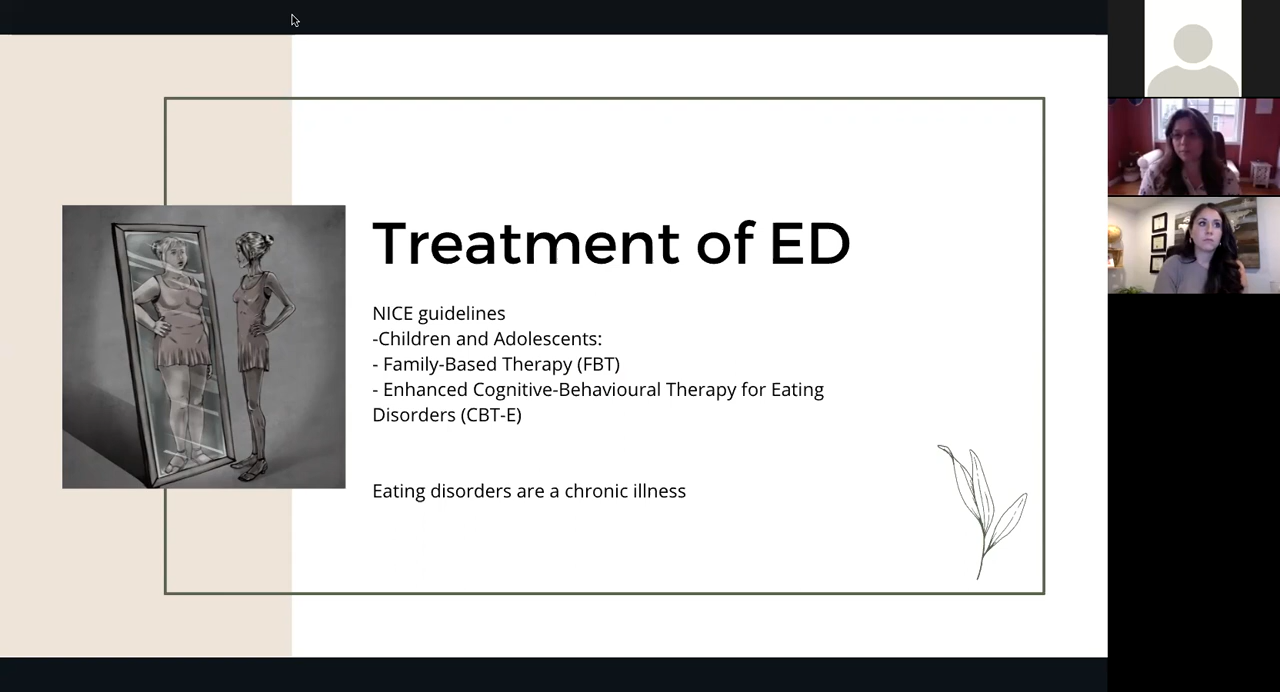 Treatment of ED
NICE guidelines
-Children and Adolescents:
- Family-Based Therapy (FBT)
- Enhanced Cognitive-Behavioural Therapy for Eating
Disorders (CBT-E)
Eating disorders are a chronic illness